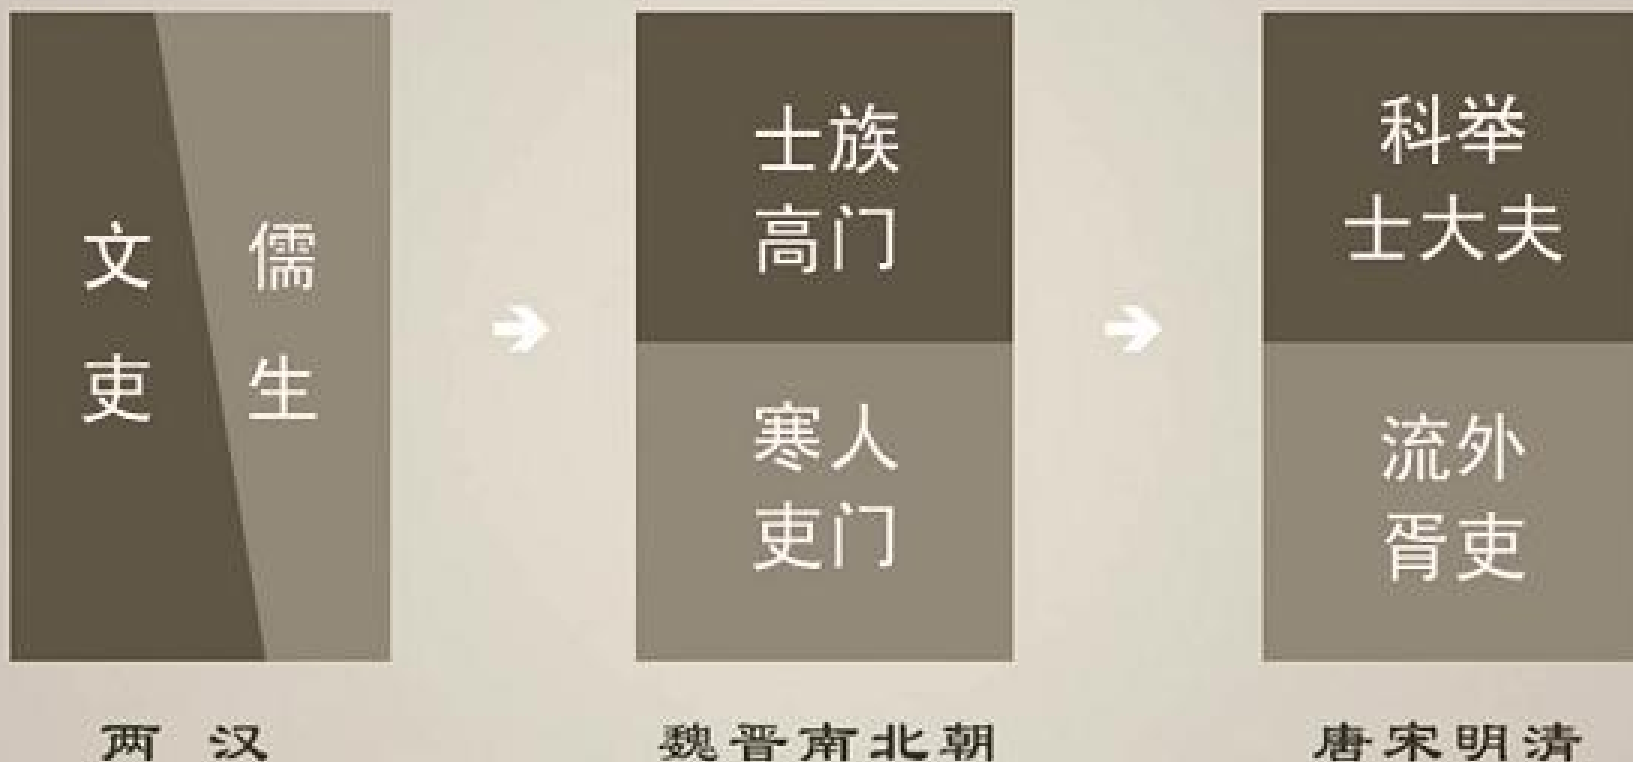 文吏
儒生
士族
高门
寒人
吏门
科举
士大夫
流外
胥吏
两汉
魏晋南北朝
唐宋明清